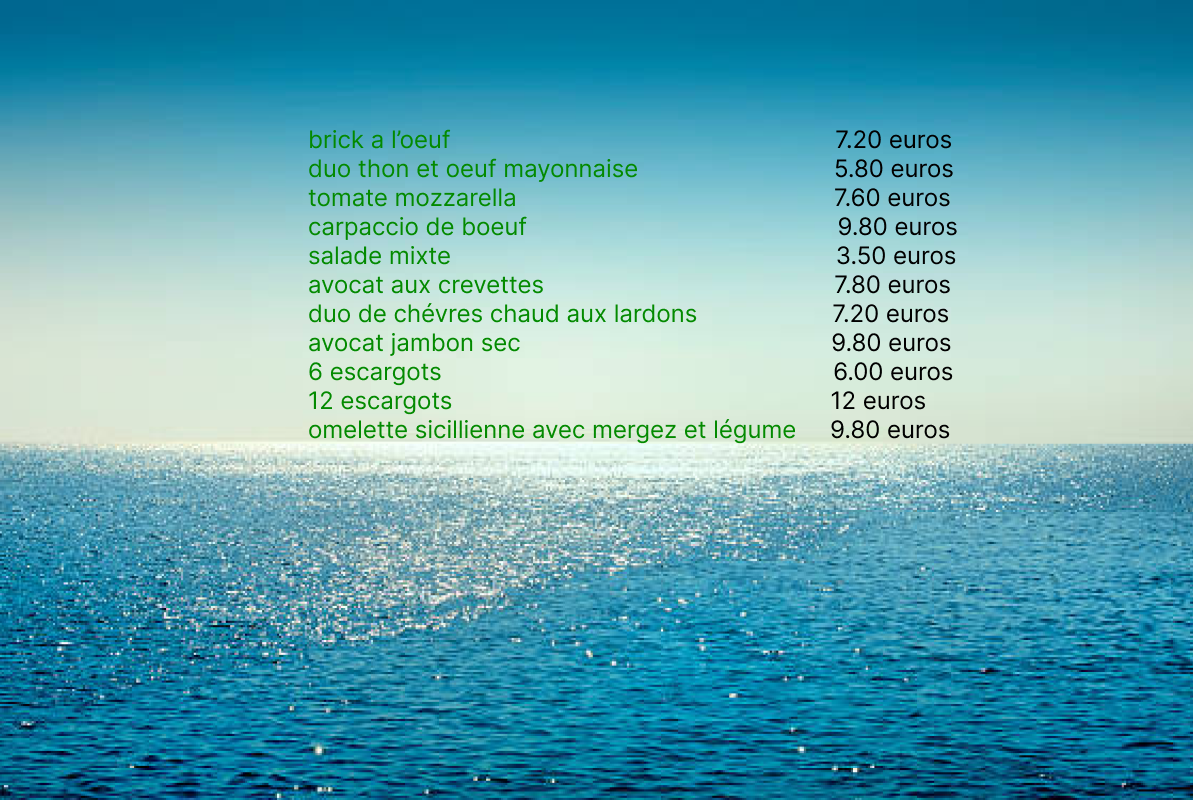 brick a l’oeuf 7.20 euros
duo thon et oeuf mayonnaise 5.80 euros
tomate mozzarella 7.60 euros
carpaccio de boeuf 9.80 euros
salade mixte 3.50 euros
avocat aux crevettes 7.80 euros
duo de chévres chaud aux lardons 7.20 euros
avocat jambon sec 9.80 euros
6 escargots 6.00 euros
12 escargots 12 euros
omelette sicillienne avec mergez et légume 9.80 euros